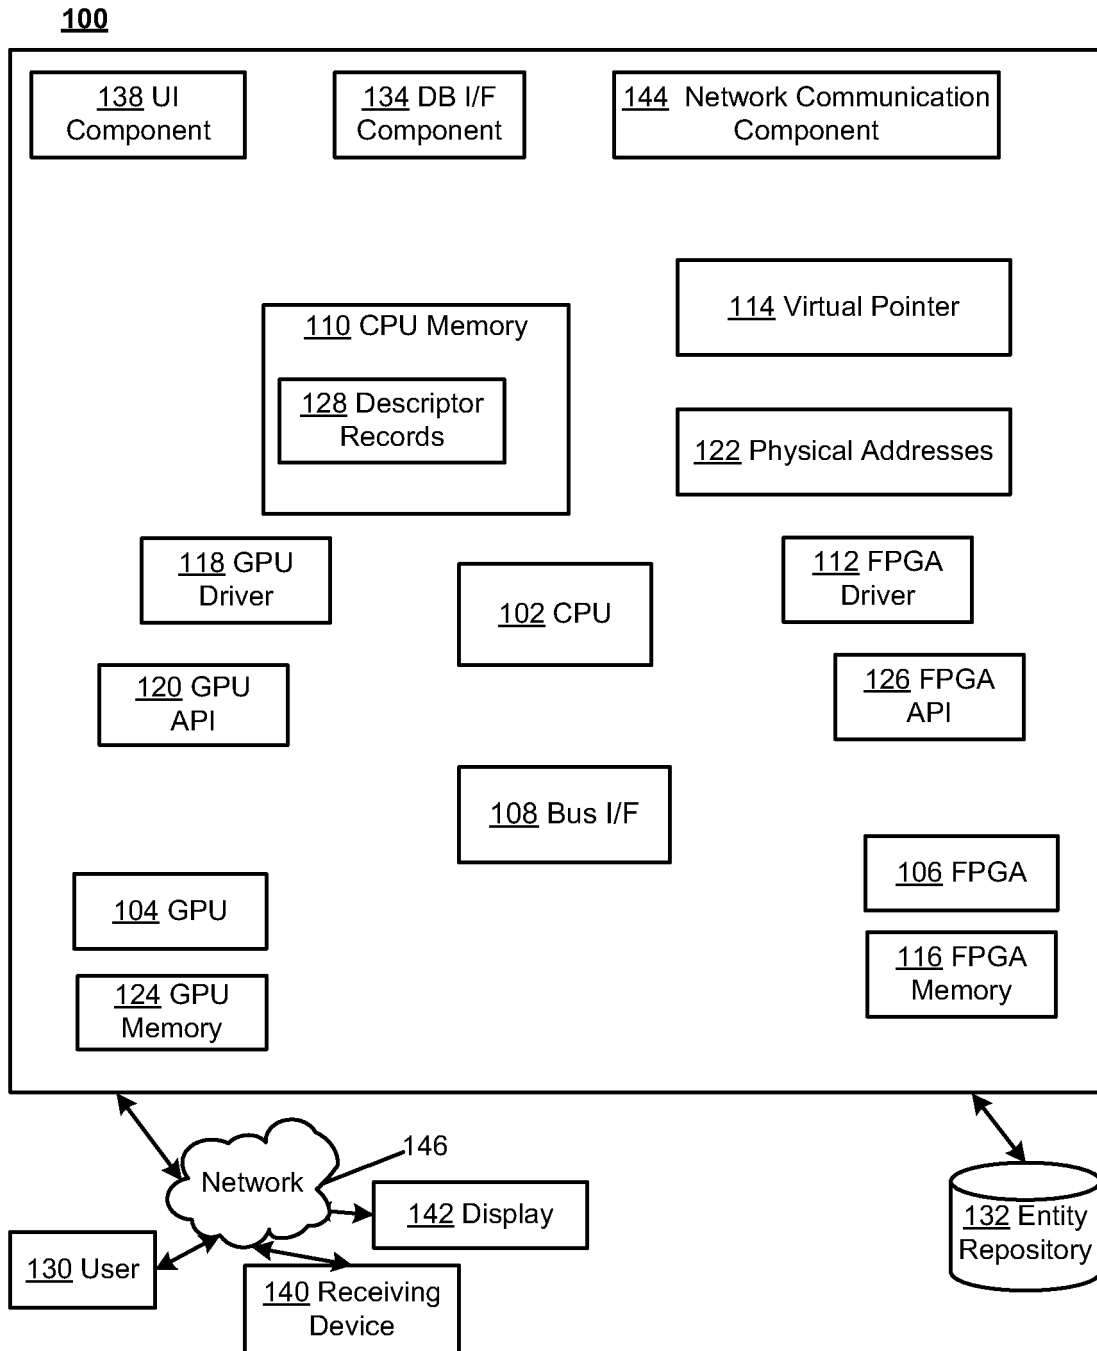 100
138 UI
Component
134 DB I/F
Component
144 Network Communication
Component
114 Virtual Pointer
110 CPU Memory
128 Descriptor
Records
122 Physical Addresses
118 GPU
Driver
102 CPU
112 FPGA
Driver
120 GPU
API
126 FPGA
API
108 Bus I/F
106 FPGA
104 GPU
116 FPGA
Memory
124 GPU
Memory
146
Network
142 Display
132 Entity
Repository
130 User
140 Receiving
Device